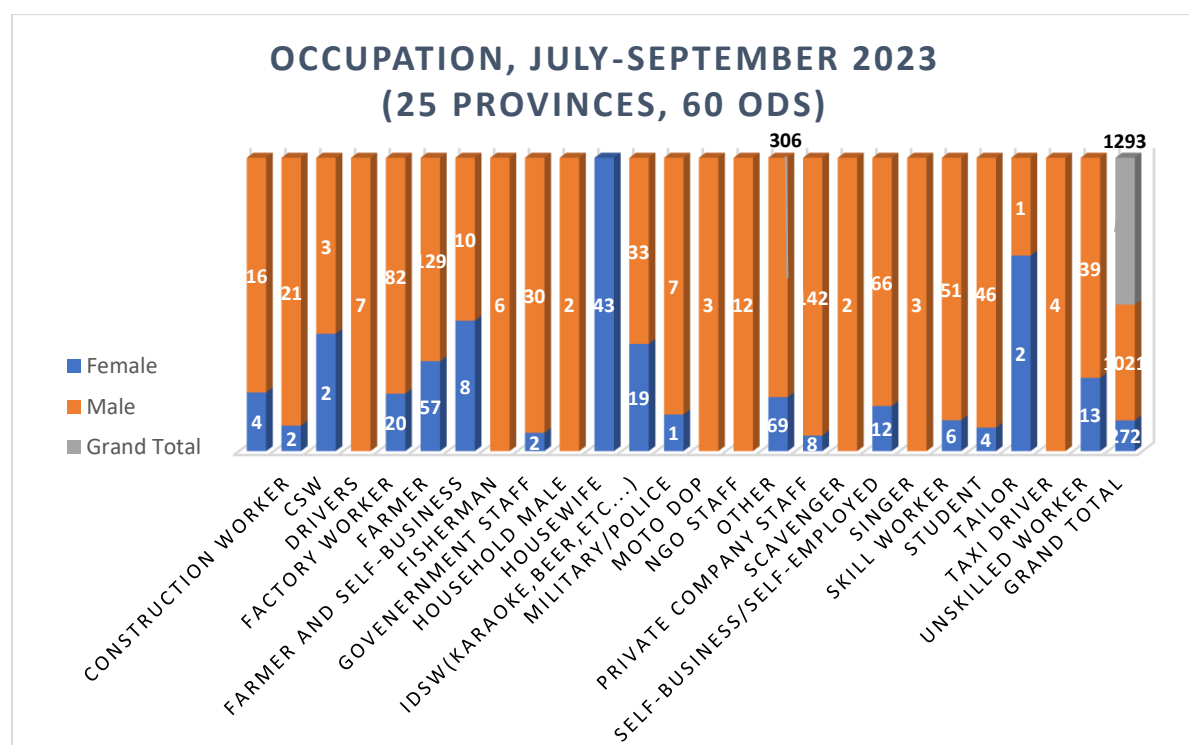 OCCUPATION, JULY-SEPTEMBER 2023
(25 PROVINCES, 60 ODS)
306
1293
16
21
3
7
82
129
10
6
30
2
43
33
7
3
12
142
2
66
3
51
46
1
4
39
1021
4
2
2
20
57
8
2
19
1
69
8
12
6
4
2
13
272
Female
Male
Grand Total
CONSTRUCTION WORKER
CSW
DRIVERS
FACTORY WORKER
FARMER
FARMER AND SELF-BUSINESS
FISHERMAN
GOVENERNMENT STAFF
HOUSEHOLD MALE
HOUSEWIFE
IDSW(KARAOKE, BEER, ETC...)
MILITARY/POLICE
MOTO DOP
NGO STAFF
OTHER
PRIVATE COMPANY STAFF
SCAVENGER
SELF-BUSINESS/SELF-EMPLOYED
SINGER
SKILL WORKER
STUDENT
TAILOR
TAXI DRIVER
UNSKILLED WORKER
GRAND TOTAL